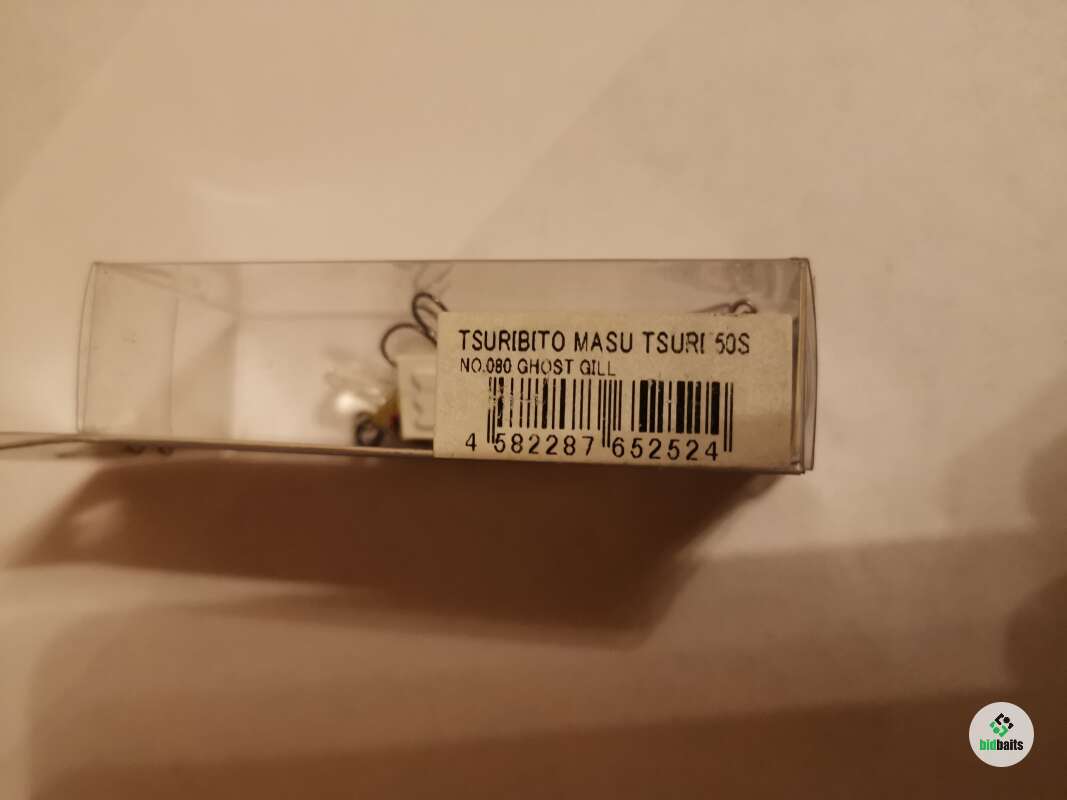 TSURIBITO MASU TSURI 50S
NO.080 GHOST GILL
4 582287 652524
bidbaits